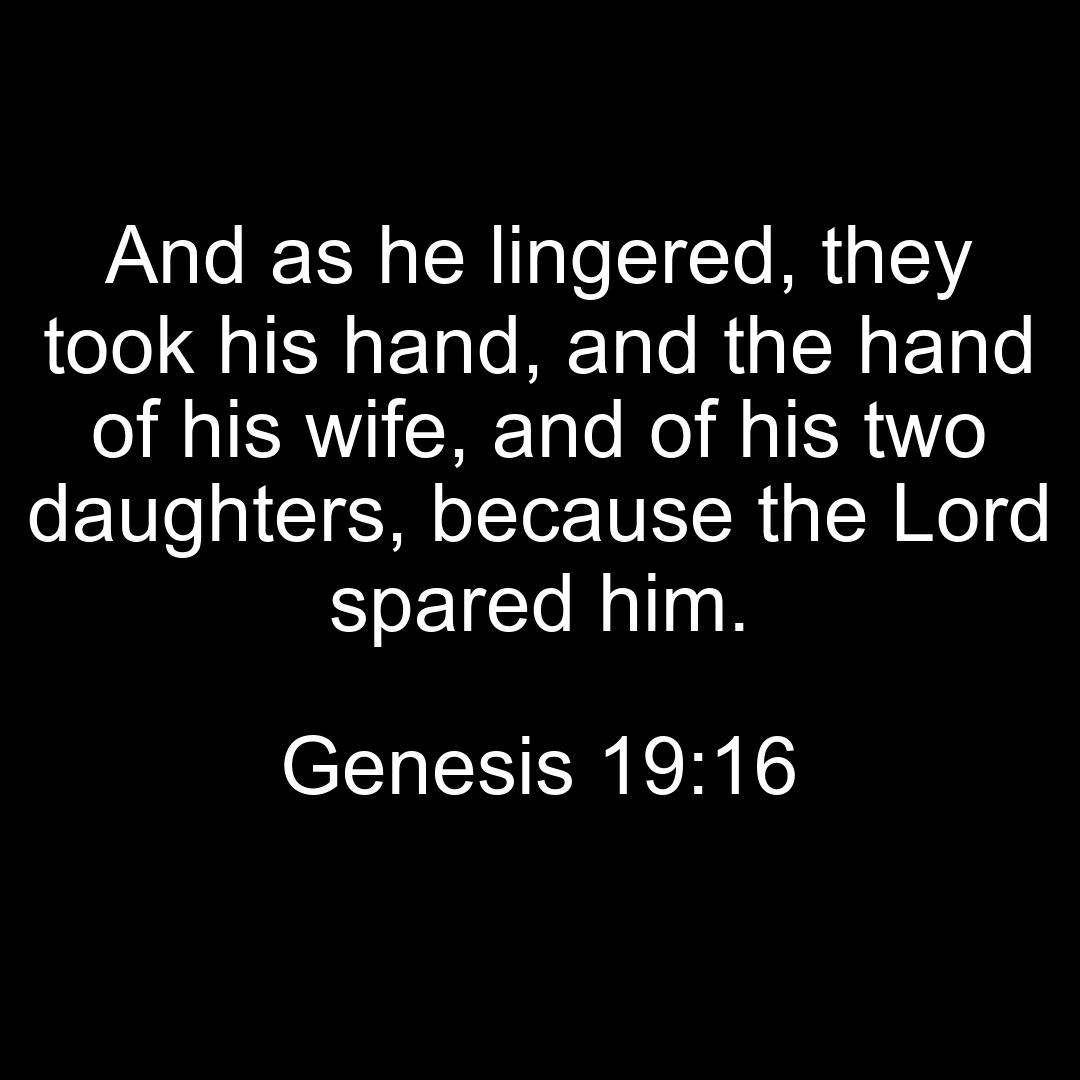 And as he lingered, they
took his hand, and the hand
of his wife, and of his two
daughters, because the Lord
spared him.
Genesis 19:16